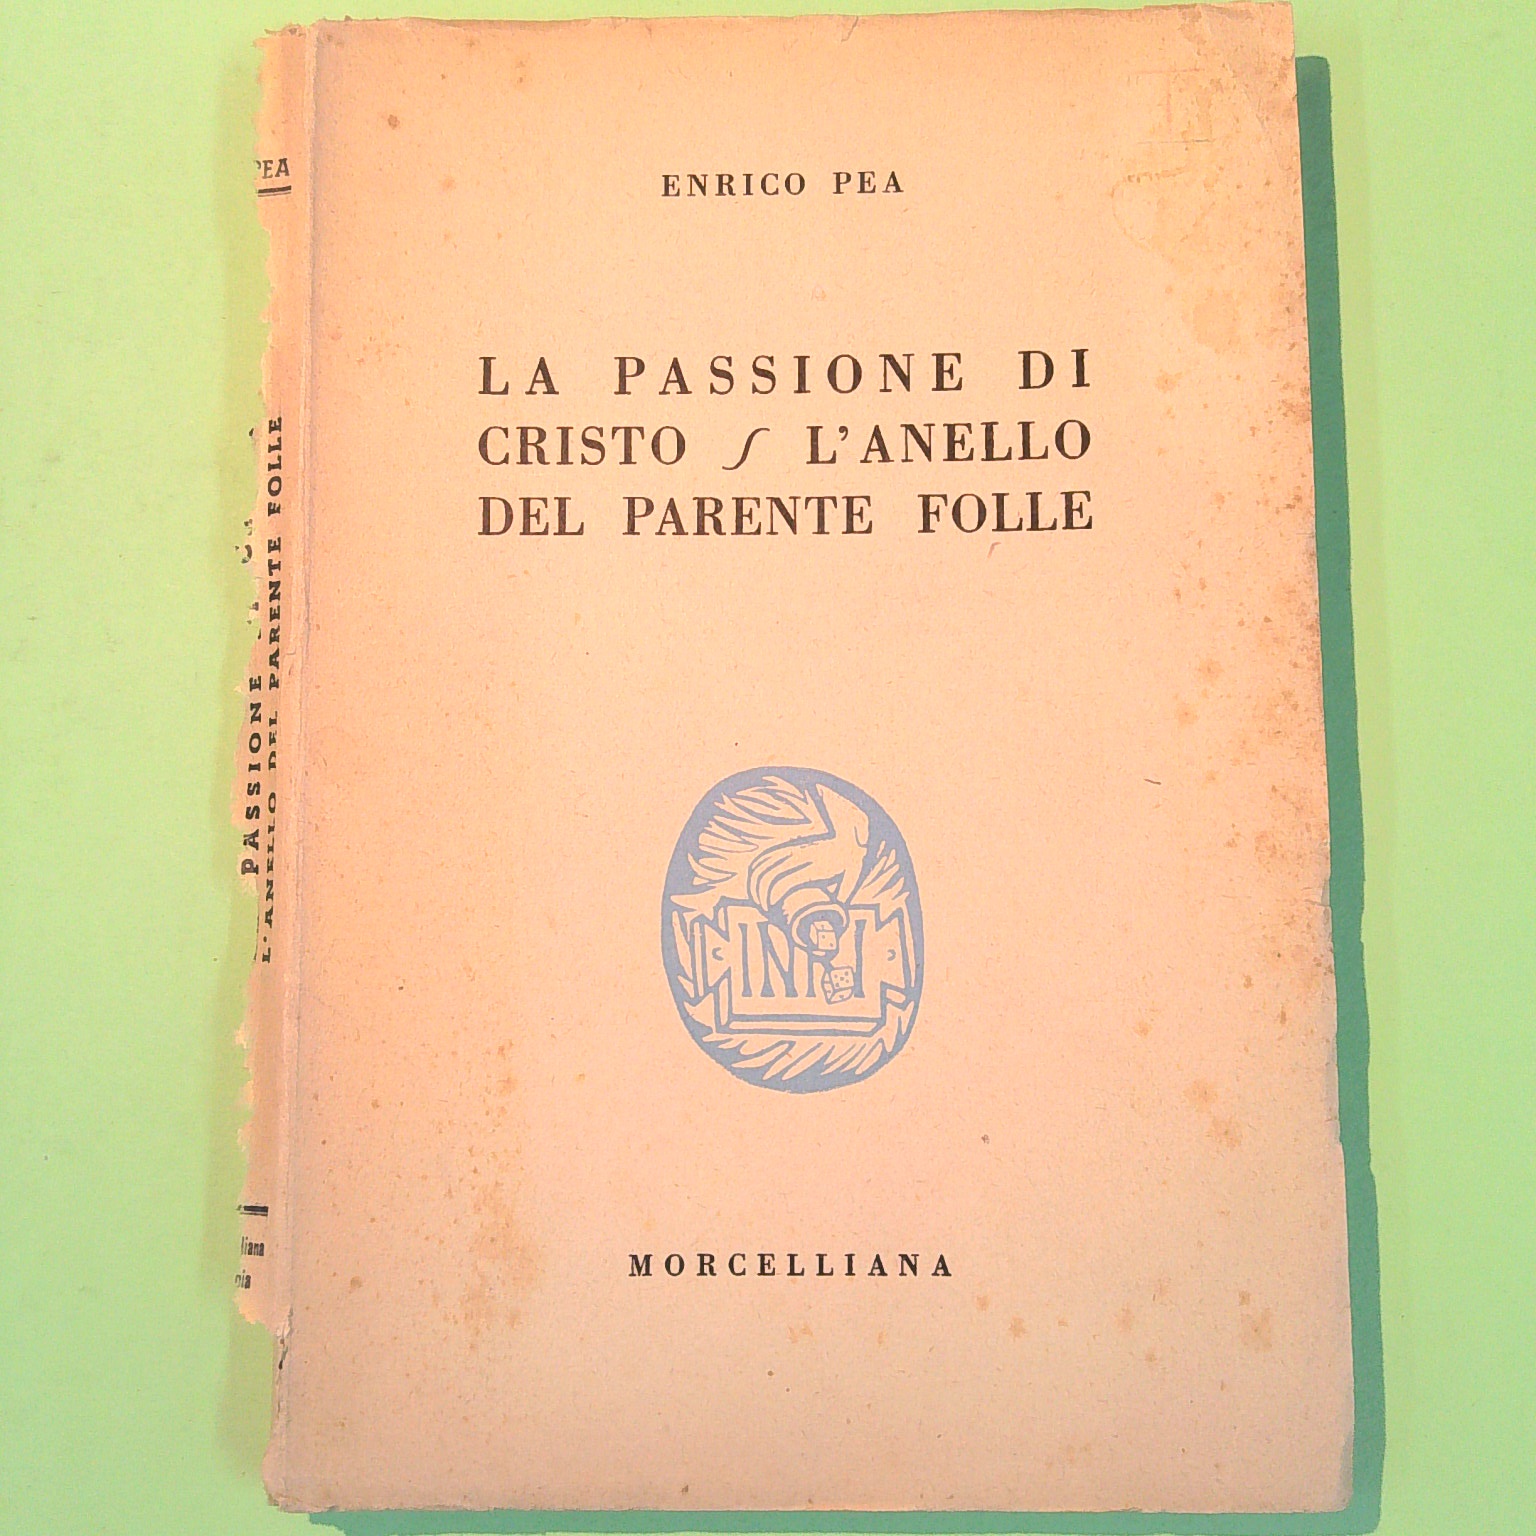 ENRICO PEA
LA PASSIONE DI
CRISTO ∫ L'ANELLO
DEL PARENTE FOLLE
INRI
MORCELLIANA
PEA
PASSIONE
L'ANELLO DEL PARENTE FOLLE